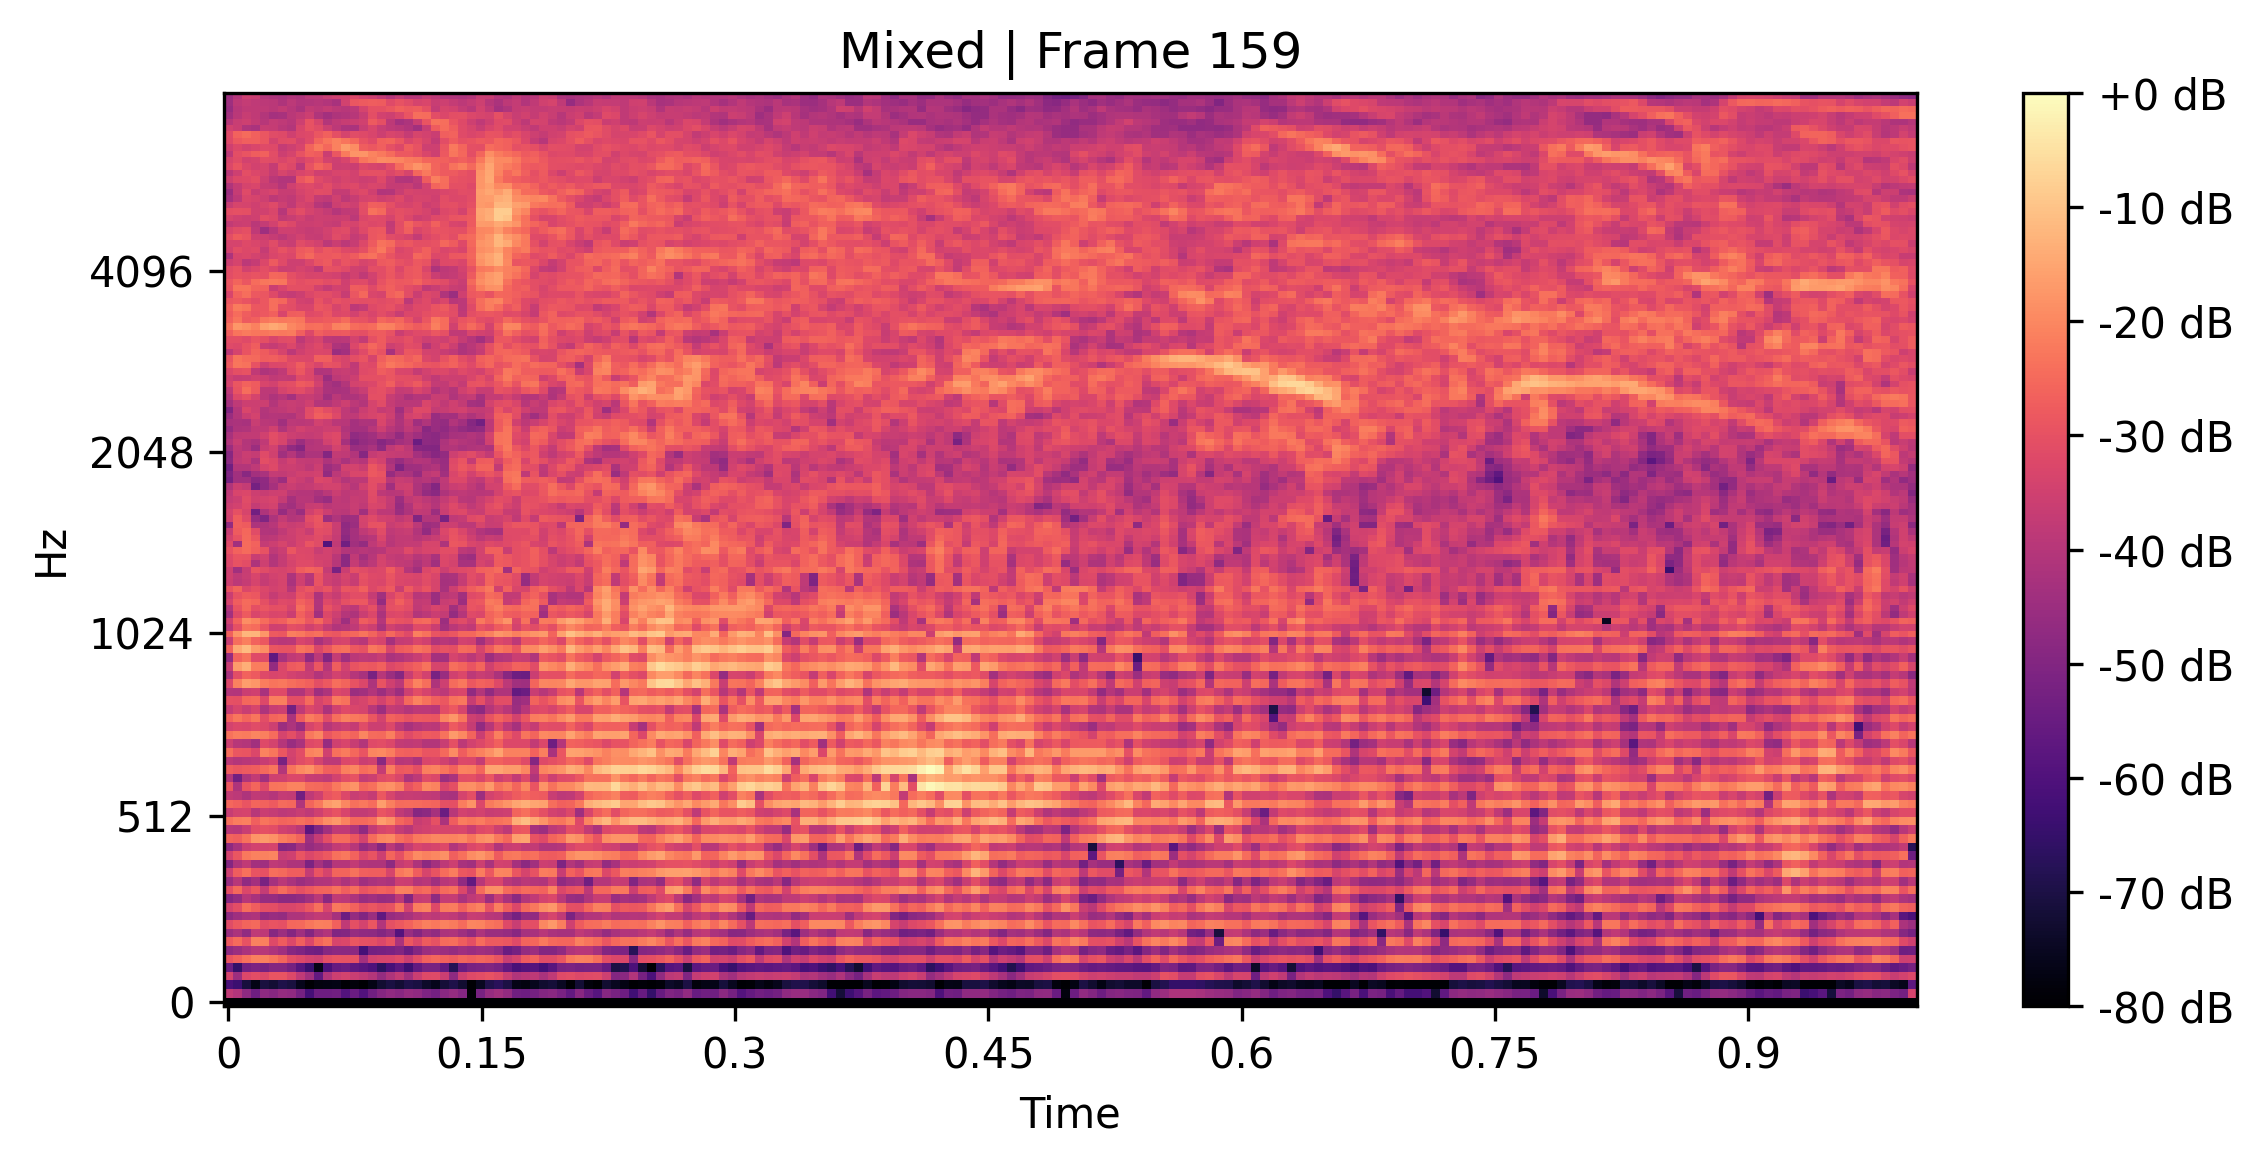 Mixed | Frame 159
Hz
4096
2048
1024
512
0
0 0.15 0.3 0.45 0.6 0.75 0.9
Time
+0 dB
-10 dB
-20 dB
-30 dB
-40 dB
-50 dB
-60 dB
-70 dB
-80 dB